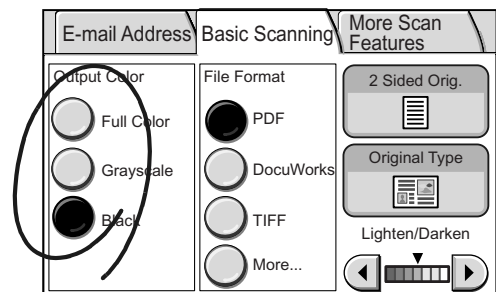 E-mail Address
Basic Scanning
More Scan
Features
Output Color
Full Color
Grayscale
Black
File Format
PDF
DocuWorks
TIFF
More...
2 Sided Orig.
Original Type
Lighten/Darken